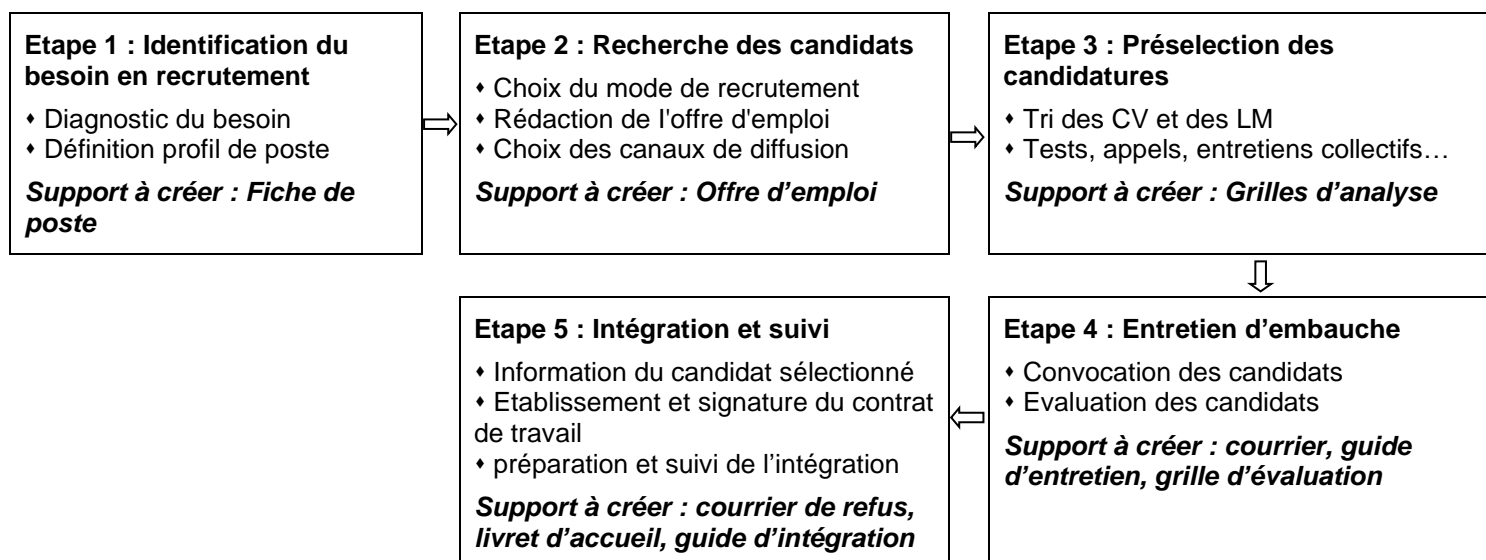 Etape 1 : Identification du
besoin en recrutement
⬩ Diagnostic du besoin
⬩ Définition profil de poste
Support à créer : Fiche de
poste
Etape 2 : Recherche des candidats
⬩ Choix du mode de recrutement
⬩ Rédaction de l'offre d'emploi
⬩ Choix des canaux de diffusion
Support à créer : Offre d’emploi
Etape 3 : Préselection des
candidatures
⬩ Tri des CV et des LM
⬩ Tests, appels, entretiens collectifs…
Support à créer : Grilles d’analyse
Etape 4 : Entretien d’embauche
⬩ Convocation des candidats
⬩ Evaluation des candidats
Support à créer : courrier, guide
d’entretien, grille d’évaluation
Etape 5 : Intégration et suivi
⬩ Information du candidat sélectionné
⬩ Etablissement et signature du contrat
de travail
⬩ préparation et suivi de l’intégration
Support à créer : courrier de refus,
livret d’accueil, guide d’intégration